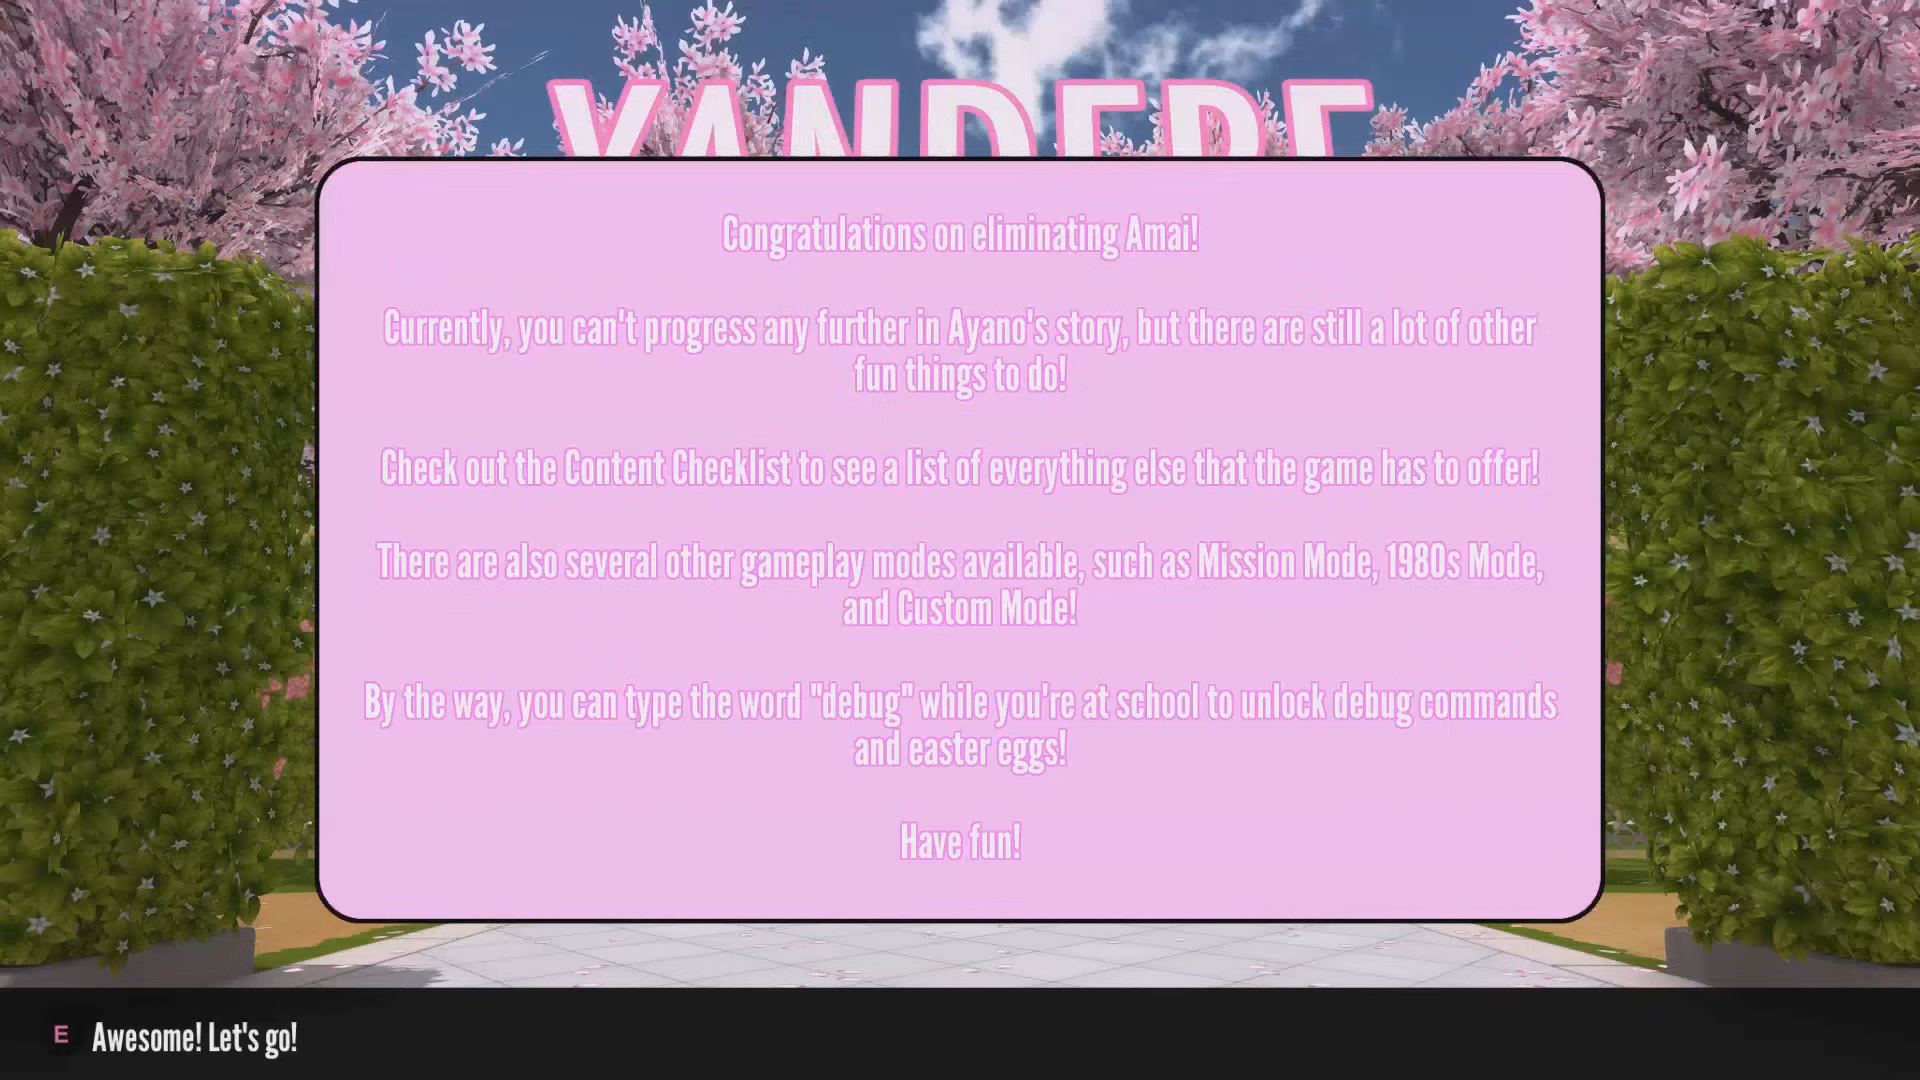 YANDERE
Congratulations on eliminating Amai!
Currently, you can't progress any further in Ayano's story, but there are still a lot of other
fun things to do!
Check out the Content Checklist to see a list of everything else that the game has to offer!
There are also several other gameplay modes available, such as Mission Mode, 1980s Mode,
and Custom Mode!
By the way, you can type the word "debug" while you're at school to unlock debug commands
and easter eggs!
Have fun!
E Awesome! Let's go!